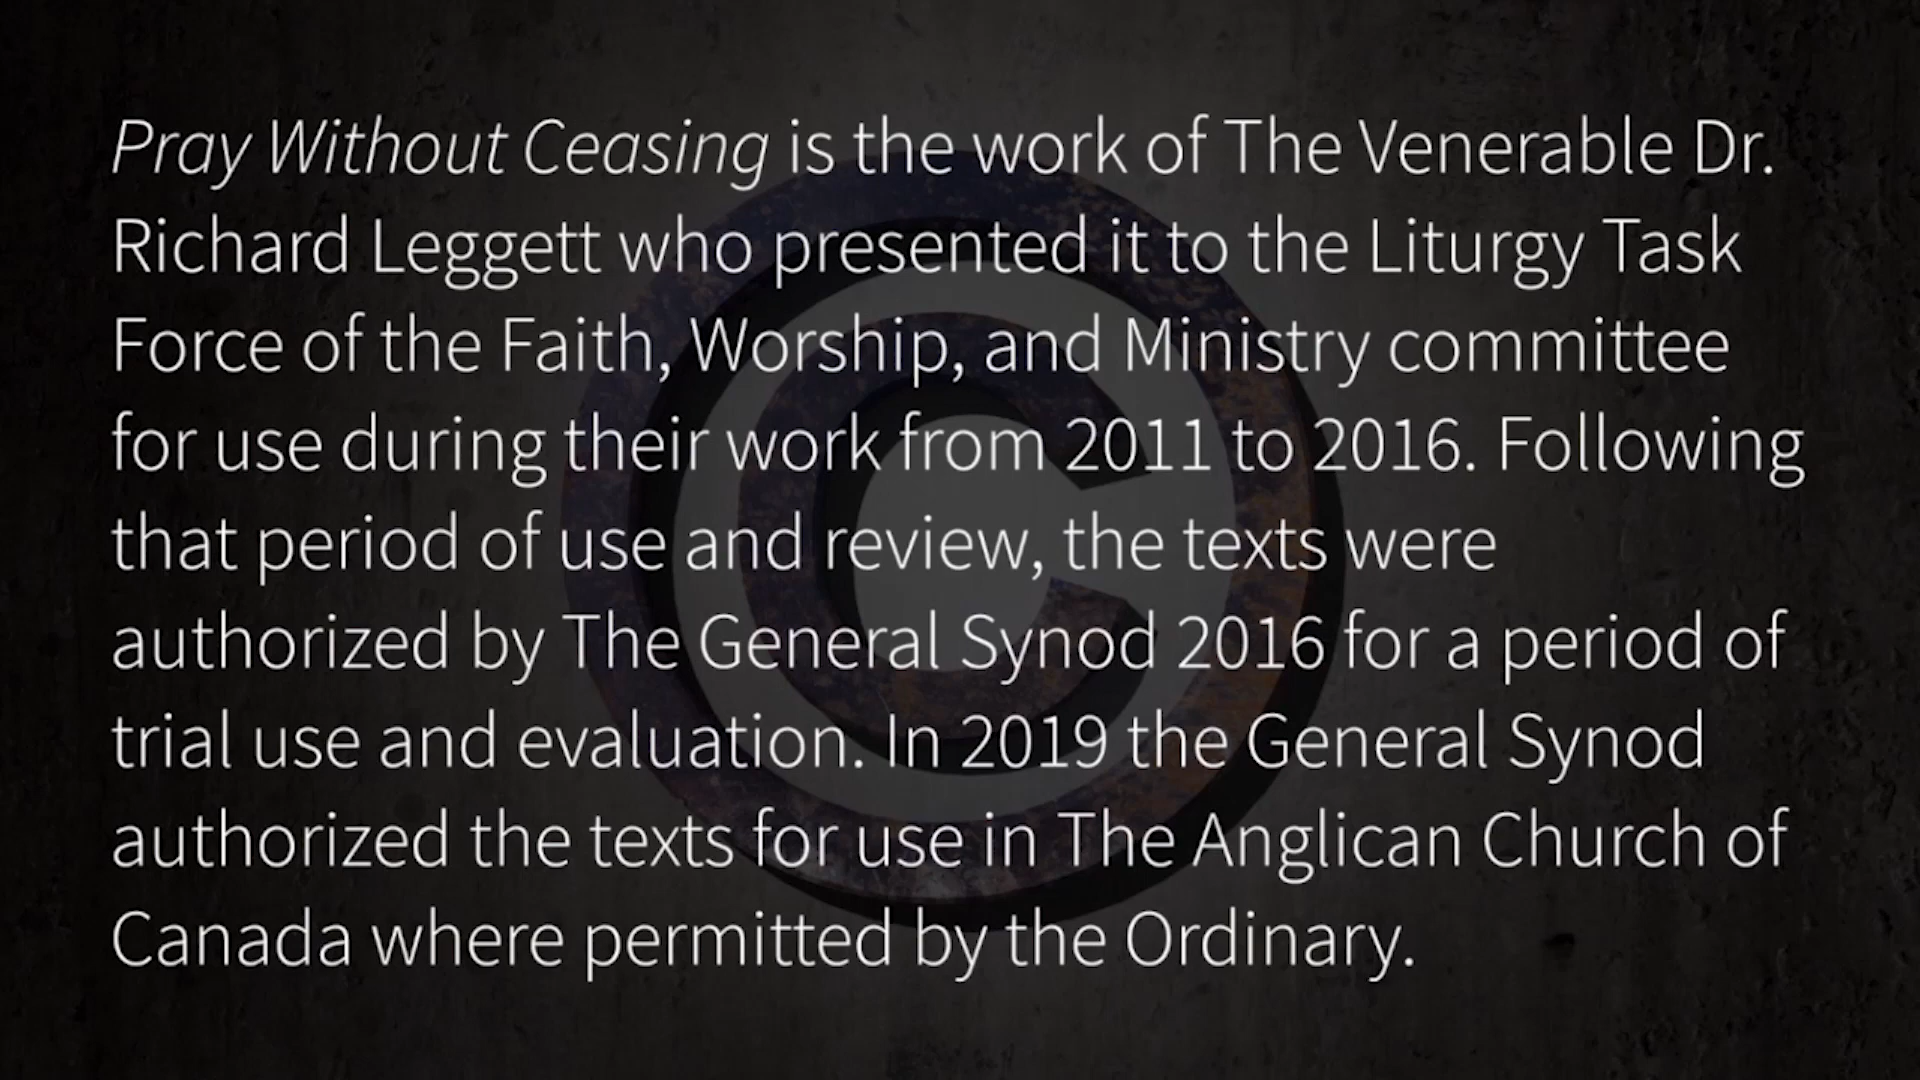 Pray Without Ceasing is the work of The Venerable Dr.
Richard Leggett who presented it to the Liturgy Task
Force of the Faith, Worship, and Ministry committee
for use during their work from 2011 to 2016. Following
that period of use and review, the texts were
authorized by The General Synod 2016 for a period of
trial use and evaluation. In 2019 the General Synod
authorized the texts for use in The Anglican Church of
Canada where permitted by the Ordinary.